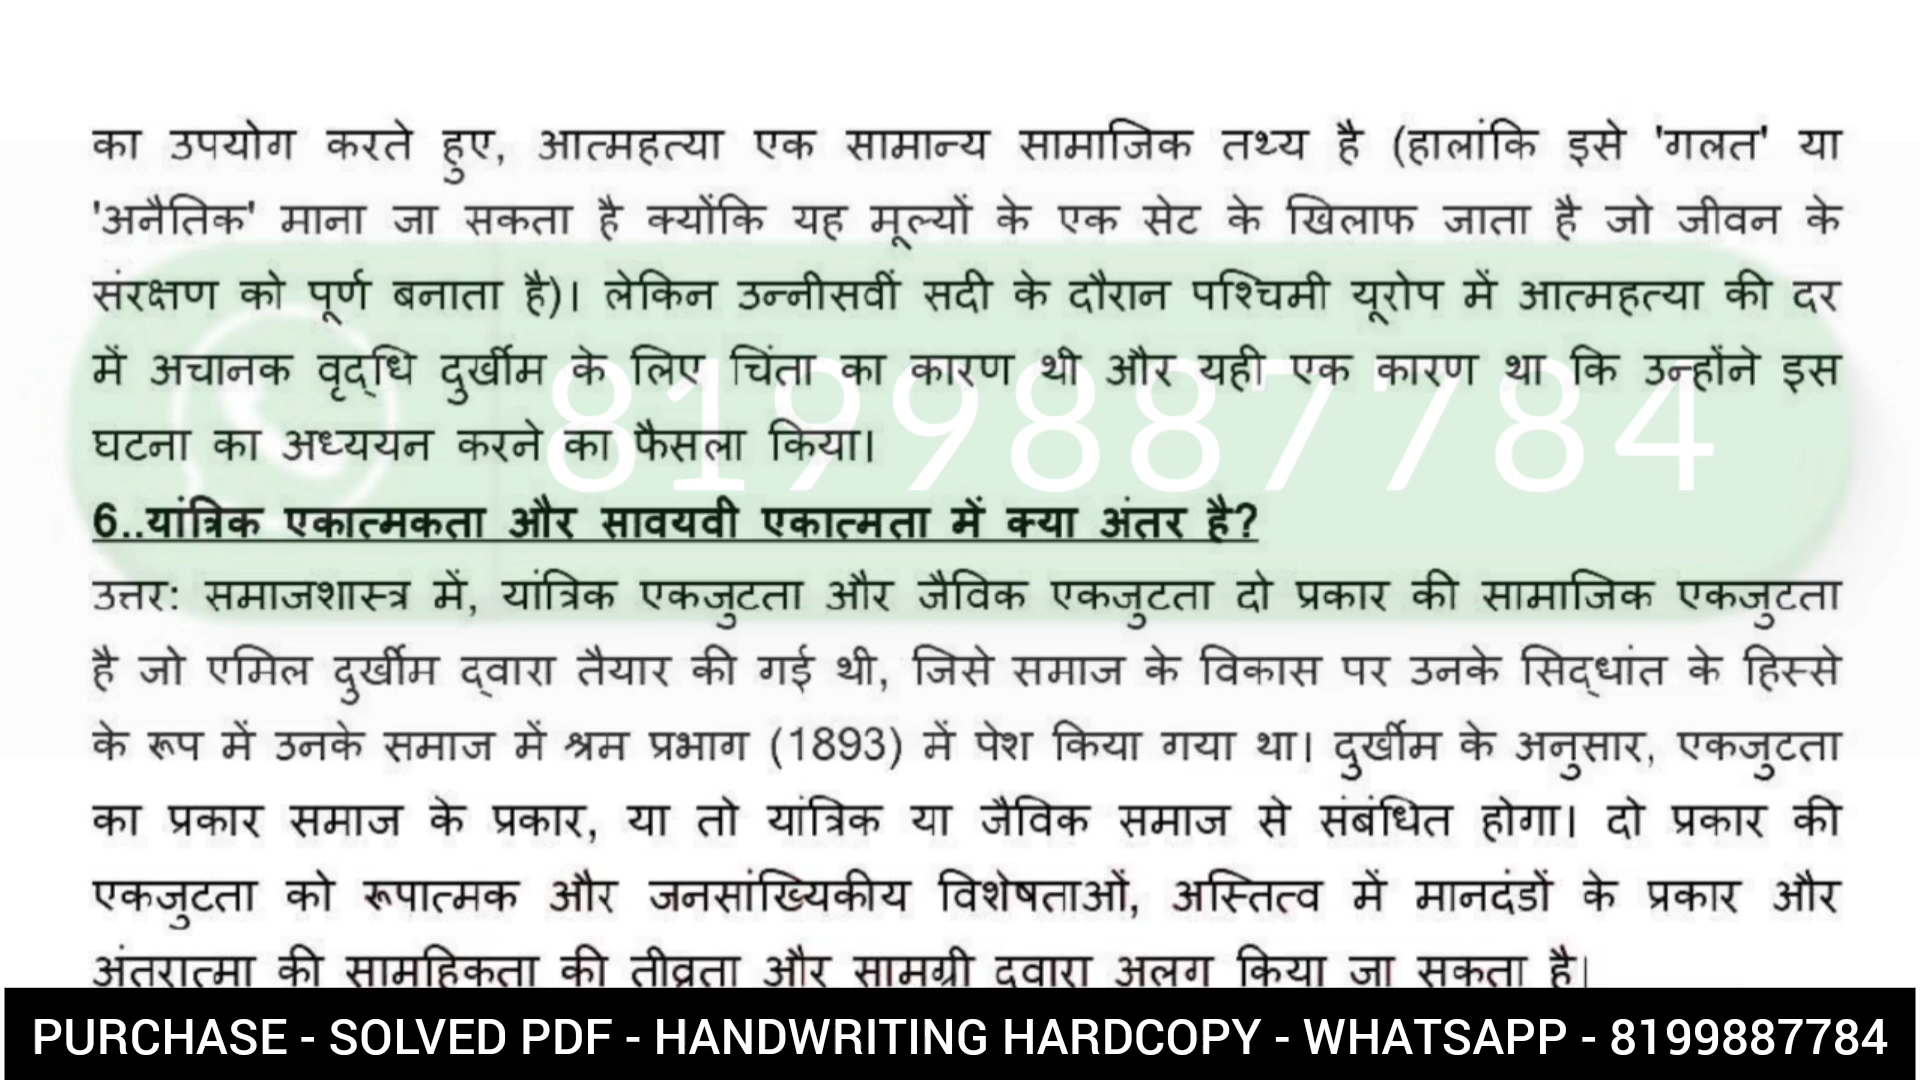 का उपयोग करते हुए, आत्महत्या एक सामान्य सामाजिक तथ्य है (हालांकि इसे 'गलत' या
'अनैतिक' माना जा सकता है क्योंकि यह मूल्यों के एक सेट के खिलाफ जाता है जो जीवन के
संरक्षण को पूर्ण बनाता है)। लेकिन उन्नीसवीं सदी के दौरान पश्चिमी यूरोप में आत्महत्या की दर
में अचानक वृद्धि दुर्खीम के लिए चिंता का कारण थी और यही एक कारण था कि उन्होंने इस
8199887784
घटना का अध्ययन करने का फैसला किया।
6..यांत्रिक एकात्मकता और सावयवी एकात्मता में क्या अंतर है?
उत्तर: समाजशास्त्र में, यांत्रिक एकजुटता और जैविक एकजुटता दो प्रकार की सामाजिक एकजुटता
है जो एमिल दुर्खीम द्वारा तैयार की गई थी, जिसे समाज के विकास पर उनके सिद्धांत के हिस्से
के रूप में उनके समाज में श्रम प्रभाग (1893) में पेश किया गया था। दुर्खीम के अनुसार, एकजुटता
का प्रकार समाज के प्रकार, या तो यांत्रिक या जैविक समाज से संबंधित होगा। दो प्रकार की
एकजुटता को रूपात्मक और जनसांख्यिकीय विशेषताओं, अस्तित्व में मानदंडों के प्रकार और
अंतरात्मा की सामूहिकता की तीव्रता और सामग्री द्वारा अलग किया जा सकता है।
PURCHASE - SOLVED PDF - HANDWRITING HARDCOPY - WHATSAPP - 8199887784